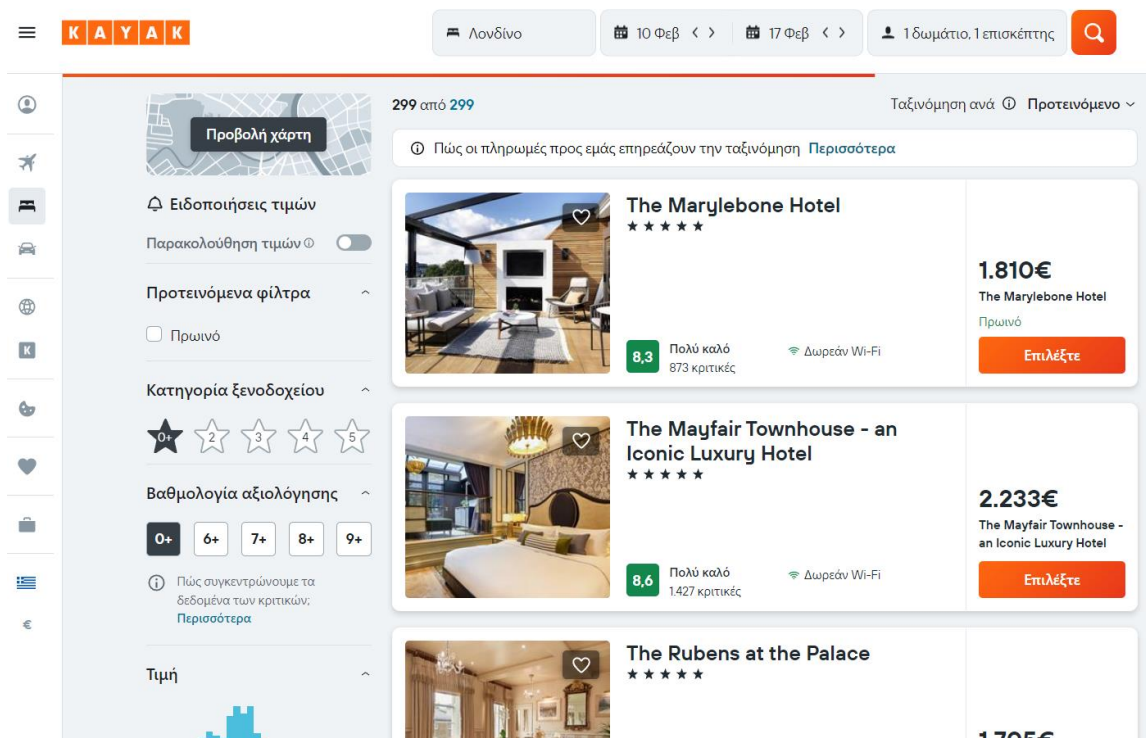 KAYAK
Λονδίνο
10 Φεβ
17 Φεβ
1 δωμάτιο, 1 επισκέπτης
Προβολή χάρτη
299 από 299
Ταξινόμηση ανά Προτεινόμενο
Πώς οι πληρωμές προς εμάς επηρεάζουν την ταξινόμηση Περισσότερα
Ειδοποιήσεις τιμών
Παρακολούθηση τιμών
Προτεινόμενα φίλτρα
Πρωινό
Κατηγορία ξενοδοχείου
0+ 2 3 4 5
Βαθμολογία αξιολόγησης
0+ 6+ 7+ 8+ 9+
Πώς συγκεντρώνουμε τα
δεδομένα των κριτικών;
Περισσότερα
Τιμή
K
€
The Marylebone Hotel
8,3
Πολύ καλό
873 κριτικές
Δωρεάν Wi-Fi
1.810€
The Marylebone Hotel
Πρωινό
Επιλέξτε
The Mayfair Townhouse - an
Iconic Luxury Hotel
8,6
Πολύ καλό
1.427 κριτικές
Δωρεάν Wi-Fi
2.233€
The Mayfair Townhouse -
an Iconic Luxury Hotel
Επιλέξτε
The Rubens at the Palace